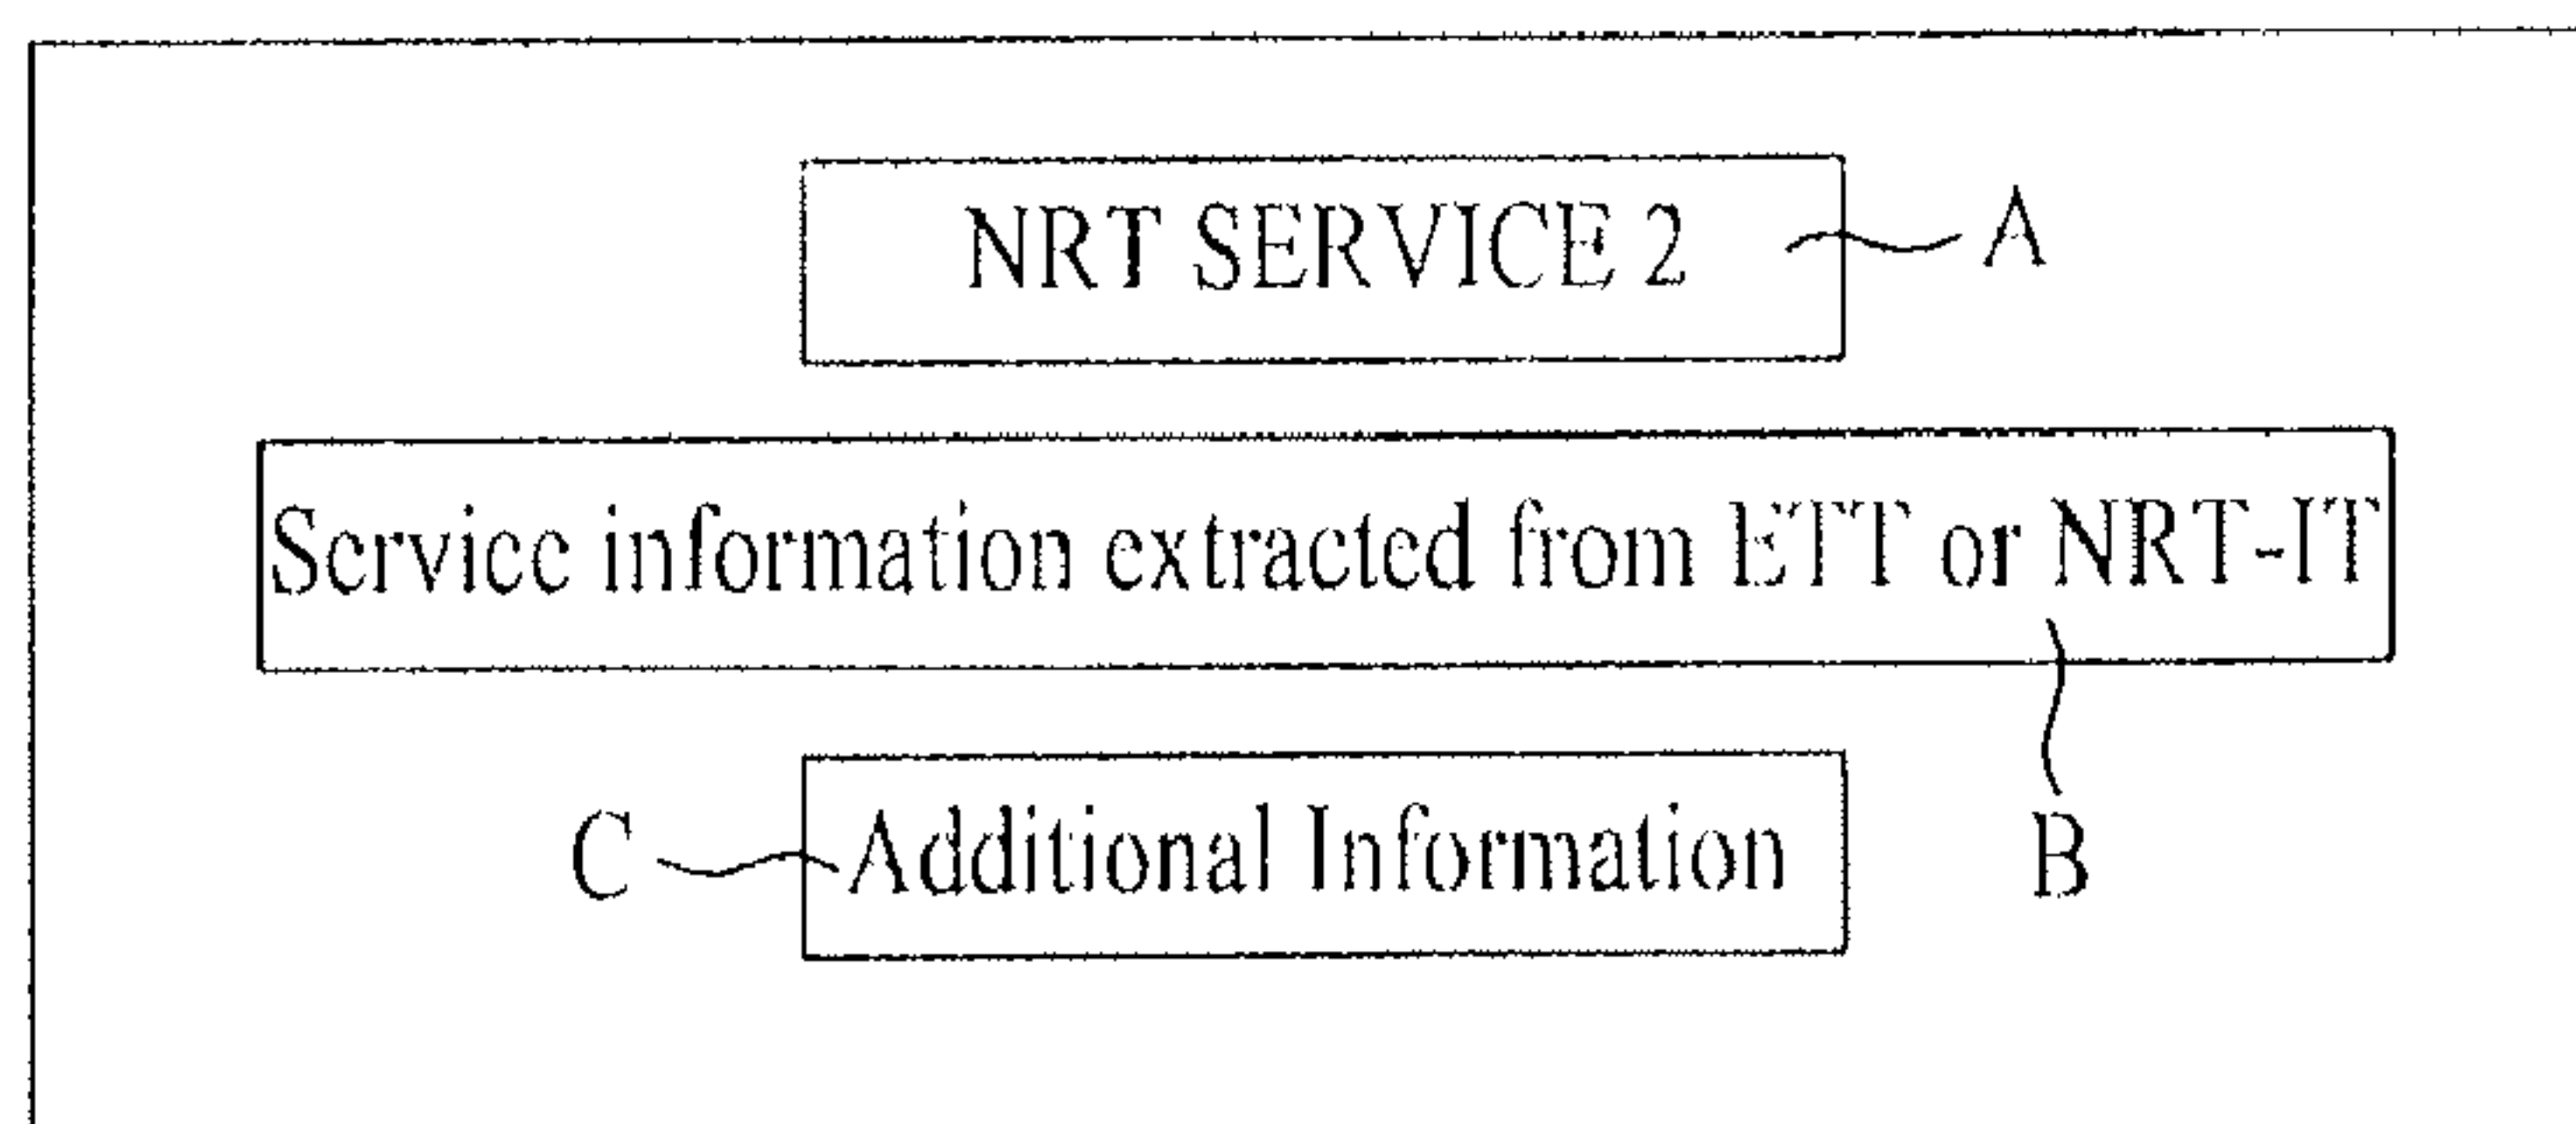 NRT SERVICE 2
A
Service information extracted from ETT or NRT-IT
C
Additional Information
B